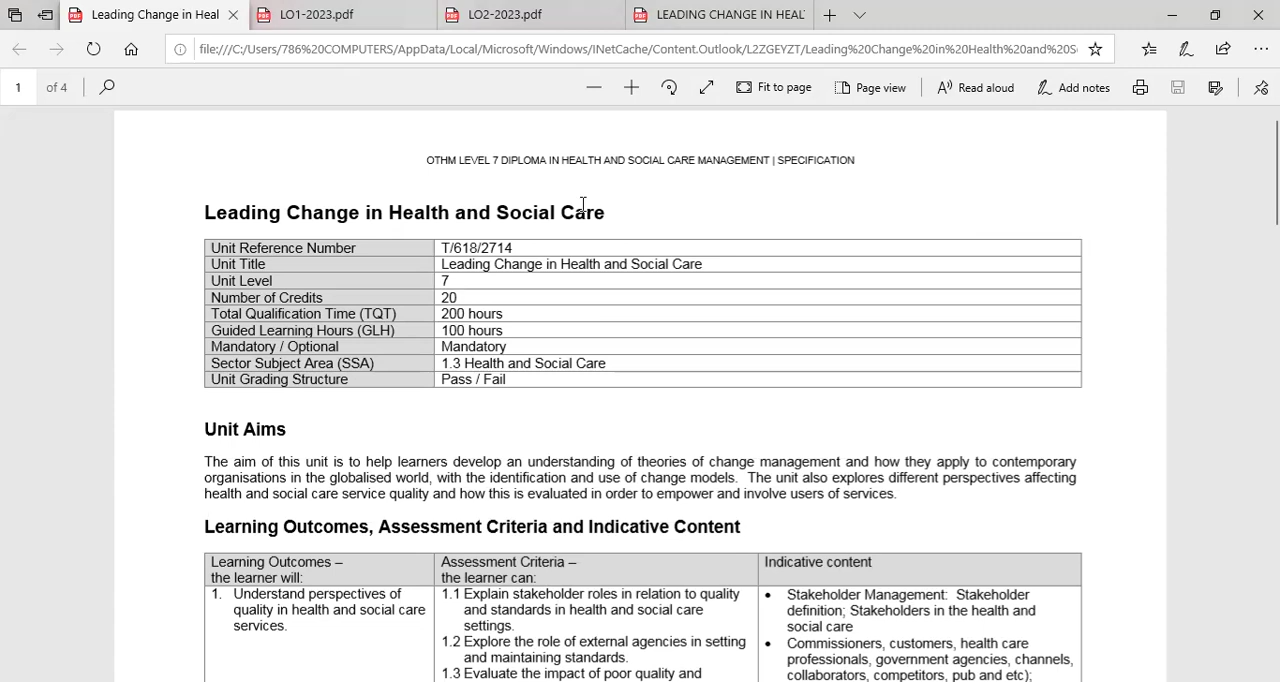 Leading Change in Heal
LO1-2023.pdf
LO2-2023.pdf
LEADING CHANGE IN HEAL
file:///C:/Users/786%20COMPUTERS/AppData/Local/Microsoft/Windows/INetCache/Content.Outlook/L2ZGEYZT/Leading%20Change%20in%20Health%20and%20S
1 of 4
Fit to page
Page view
Read aloud
Add notes
OTHM LEVEL 7 DIPLOMA IN HEALTH AND SOCIAL CARE MANAGEMENT | SPECIFICATION
Leading Change in Health and Social Care
Unit Reference Number T/618/2714
Unit Title Leading Change in Health and Social Care
Unit Level 7
Number of Credits 20
Total Qualification Time (TQT) 200 hours
Guided Learning Hours (GLH) 100 hours
Mandatory / Optional Mandatory
Sector Subject Area (SSA) 1.3 Health and Social Care
Unit Grading Structure Pass / Fail
Unit Aims
The aim of this unit is to help learners develop an understanding of theories of change management and how they apply to contemporary
organisations in the globalised world, with the identification and use of change models. The unit also explores different perspectives affecting
health and social care service quality and how this is evaluated in order to empower and involve users of services.
Learning Outcomes, Assessment Criteria and Indicative Content
Learning Outcomes –
the learner will:
Assessment Criteria –
the learner can:
Indicative content
1. Understand perspectives of
quality in health and social care
services.
1.1 Explain stakeholder roles in relation to quality
and standards in health and social care
settings.
1.2 Explore the role of external agencies in setting
and maintaining standards.
1.3 Evaluate the impact of poor quality and
• Stakeholder Management: Stakeholder
definition; Stakeholders in the health and
social care
• Commissioners, customers, health care
professionals, government agencies, channels,
collaborators, competitors, pub and etc);